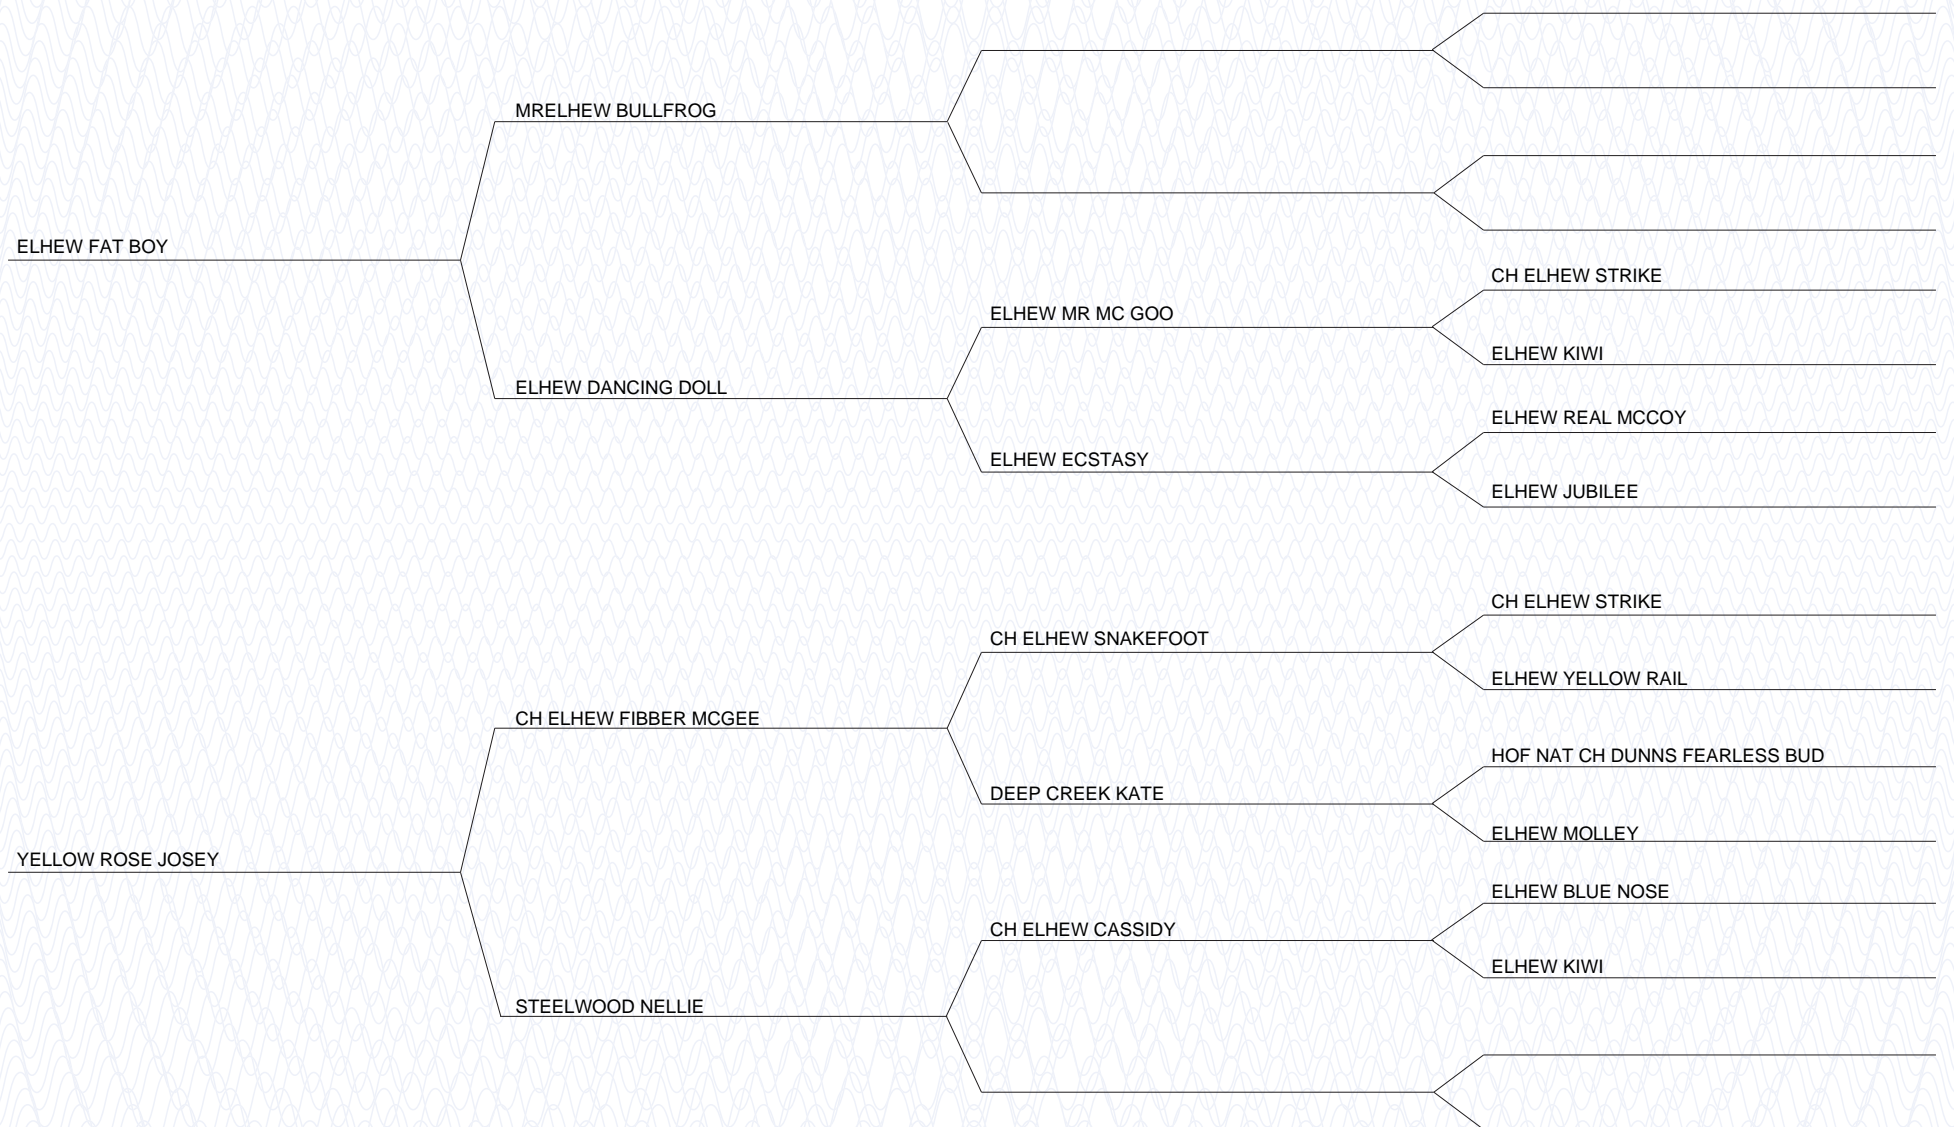 MRELHEW BULLFROG
ELHEW FAT BOY
CH ELHEW STRIKE
ELHEW MR MC GOO
ELHEW KIWI
ELHEW DANCING DOLL
ELHEW REAL MCCOY
ELHEW ECSTASY
ELHEW JUBILEE
CH ELHEW STRIKE
CH ELHEW SNAKEFOOT
ELHEW YELLOW RAIL
CH ELHEW FIBBER MCGEE
HOF NAT CH DUNNS FEARLESS BUD
DEEP CREEK KATE
ELHEW MOLLEY
YELLOW ROSE JOSEY
ELHEW BLUE NOSE
CH ELHEW CASSIDY
ELHEW KIWI
STEELWOOD NELLIE